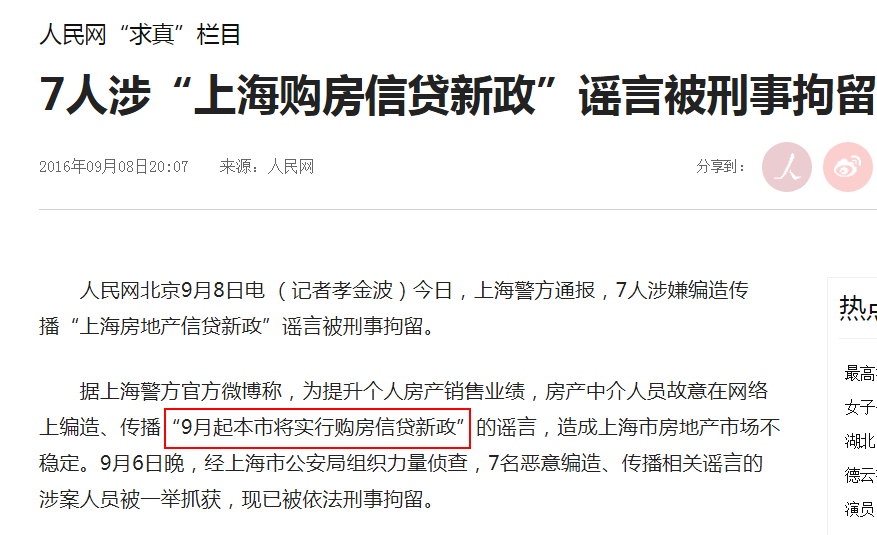 人民网“求真”栏目
7人涉“上海购房信贷新政”谣言被刑事拘留
2016年09月08日20:07 来源：人民网 分享到：
人民网北京9月8日电 （记者孝金波）今日，上海警方通报，7人涉嫌编造传
播“上海房地产信贷新政”谣言被刑事拘留。
热点
据上海警方官方微博称，为提升个人房产销售业绩，房产中介人员故意在网络
上编造、传播“9月起本市将实行购房信贷新政”的谣言，造成上海市房地产市场不
稳定。9月6日晚，经上海市公安局组织力量侦查，7名恶意编造、传播相关谣言的
涉案人员被一举抓获，现已被依法刑事拘留。
最高
女子
湖北
德云
演员